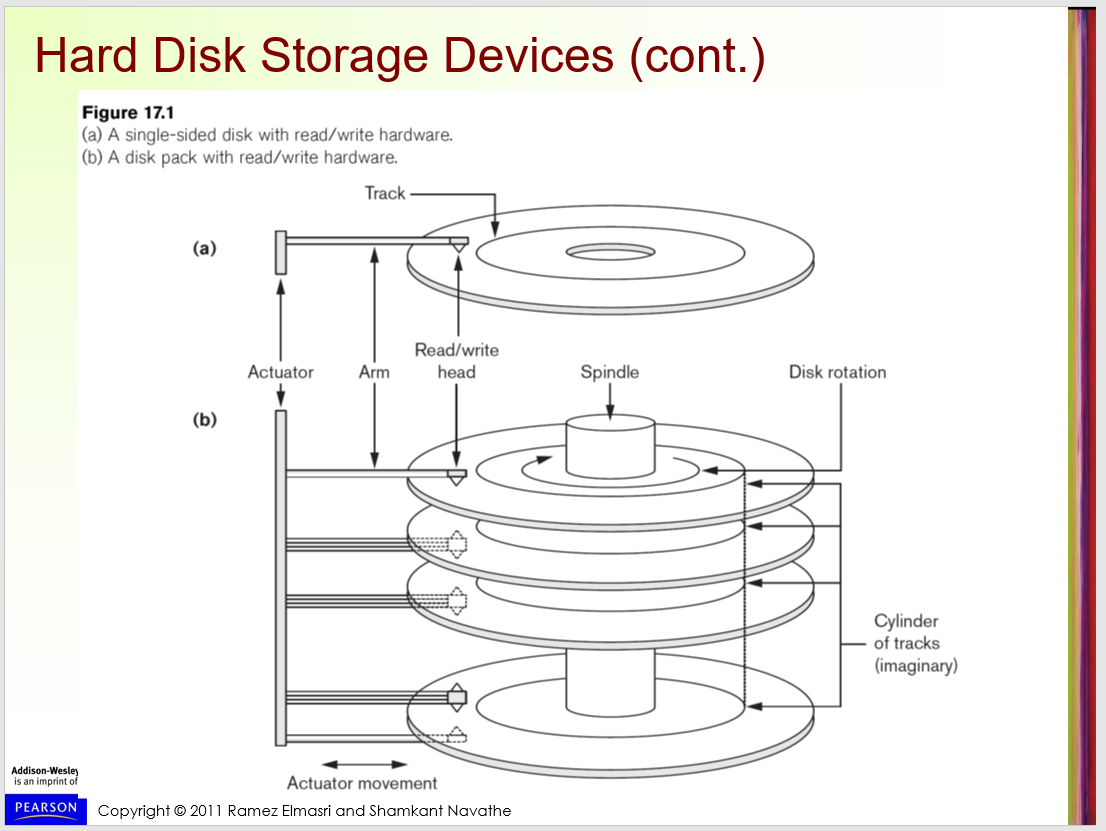 Hard Disk Storage Devices (cont.)
Figure 17.1
(a) A single-sided disk with read/write hardware.
(b) A disk pack with read/write hardware.
Track
(a)
Read/write
head
Actuator
Arm
Spindle
Disk rotation
(b)
Cylinder
of tracks
(imaginary)
Actuator movement
Addison-Wesley
is an imprint of
PEARSON
Copyright © 2011 Ramez Elmasri and Shamkant Navathe